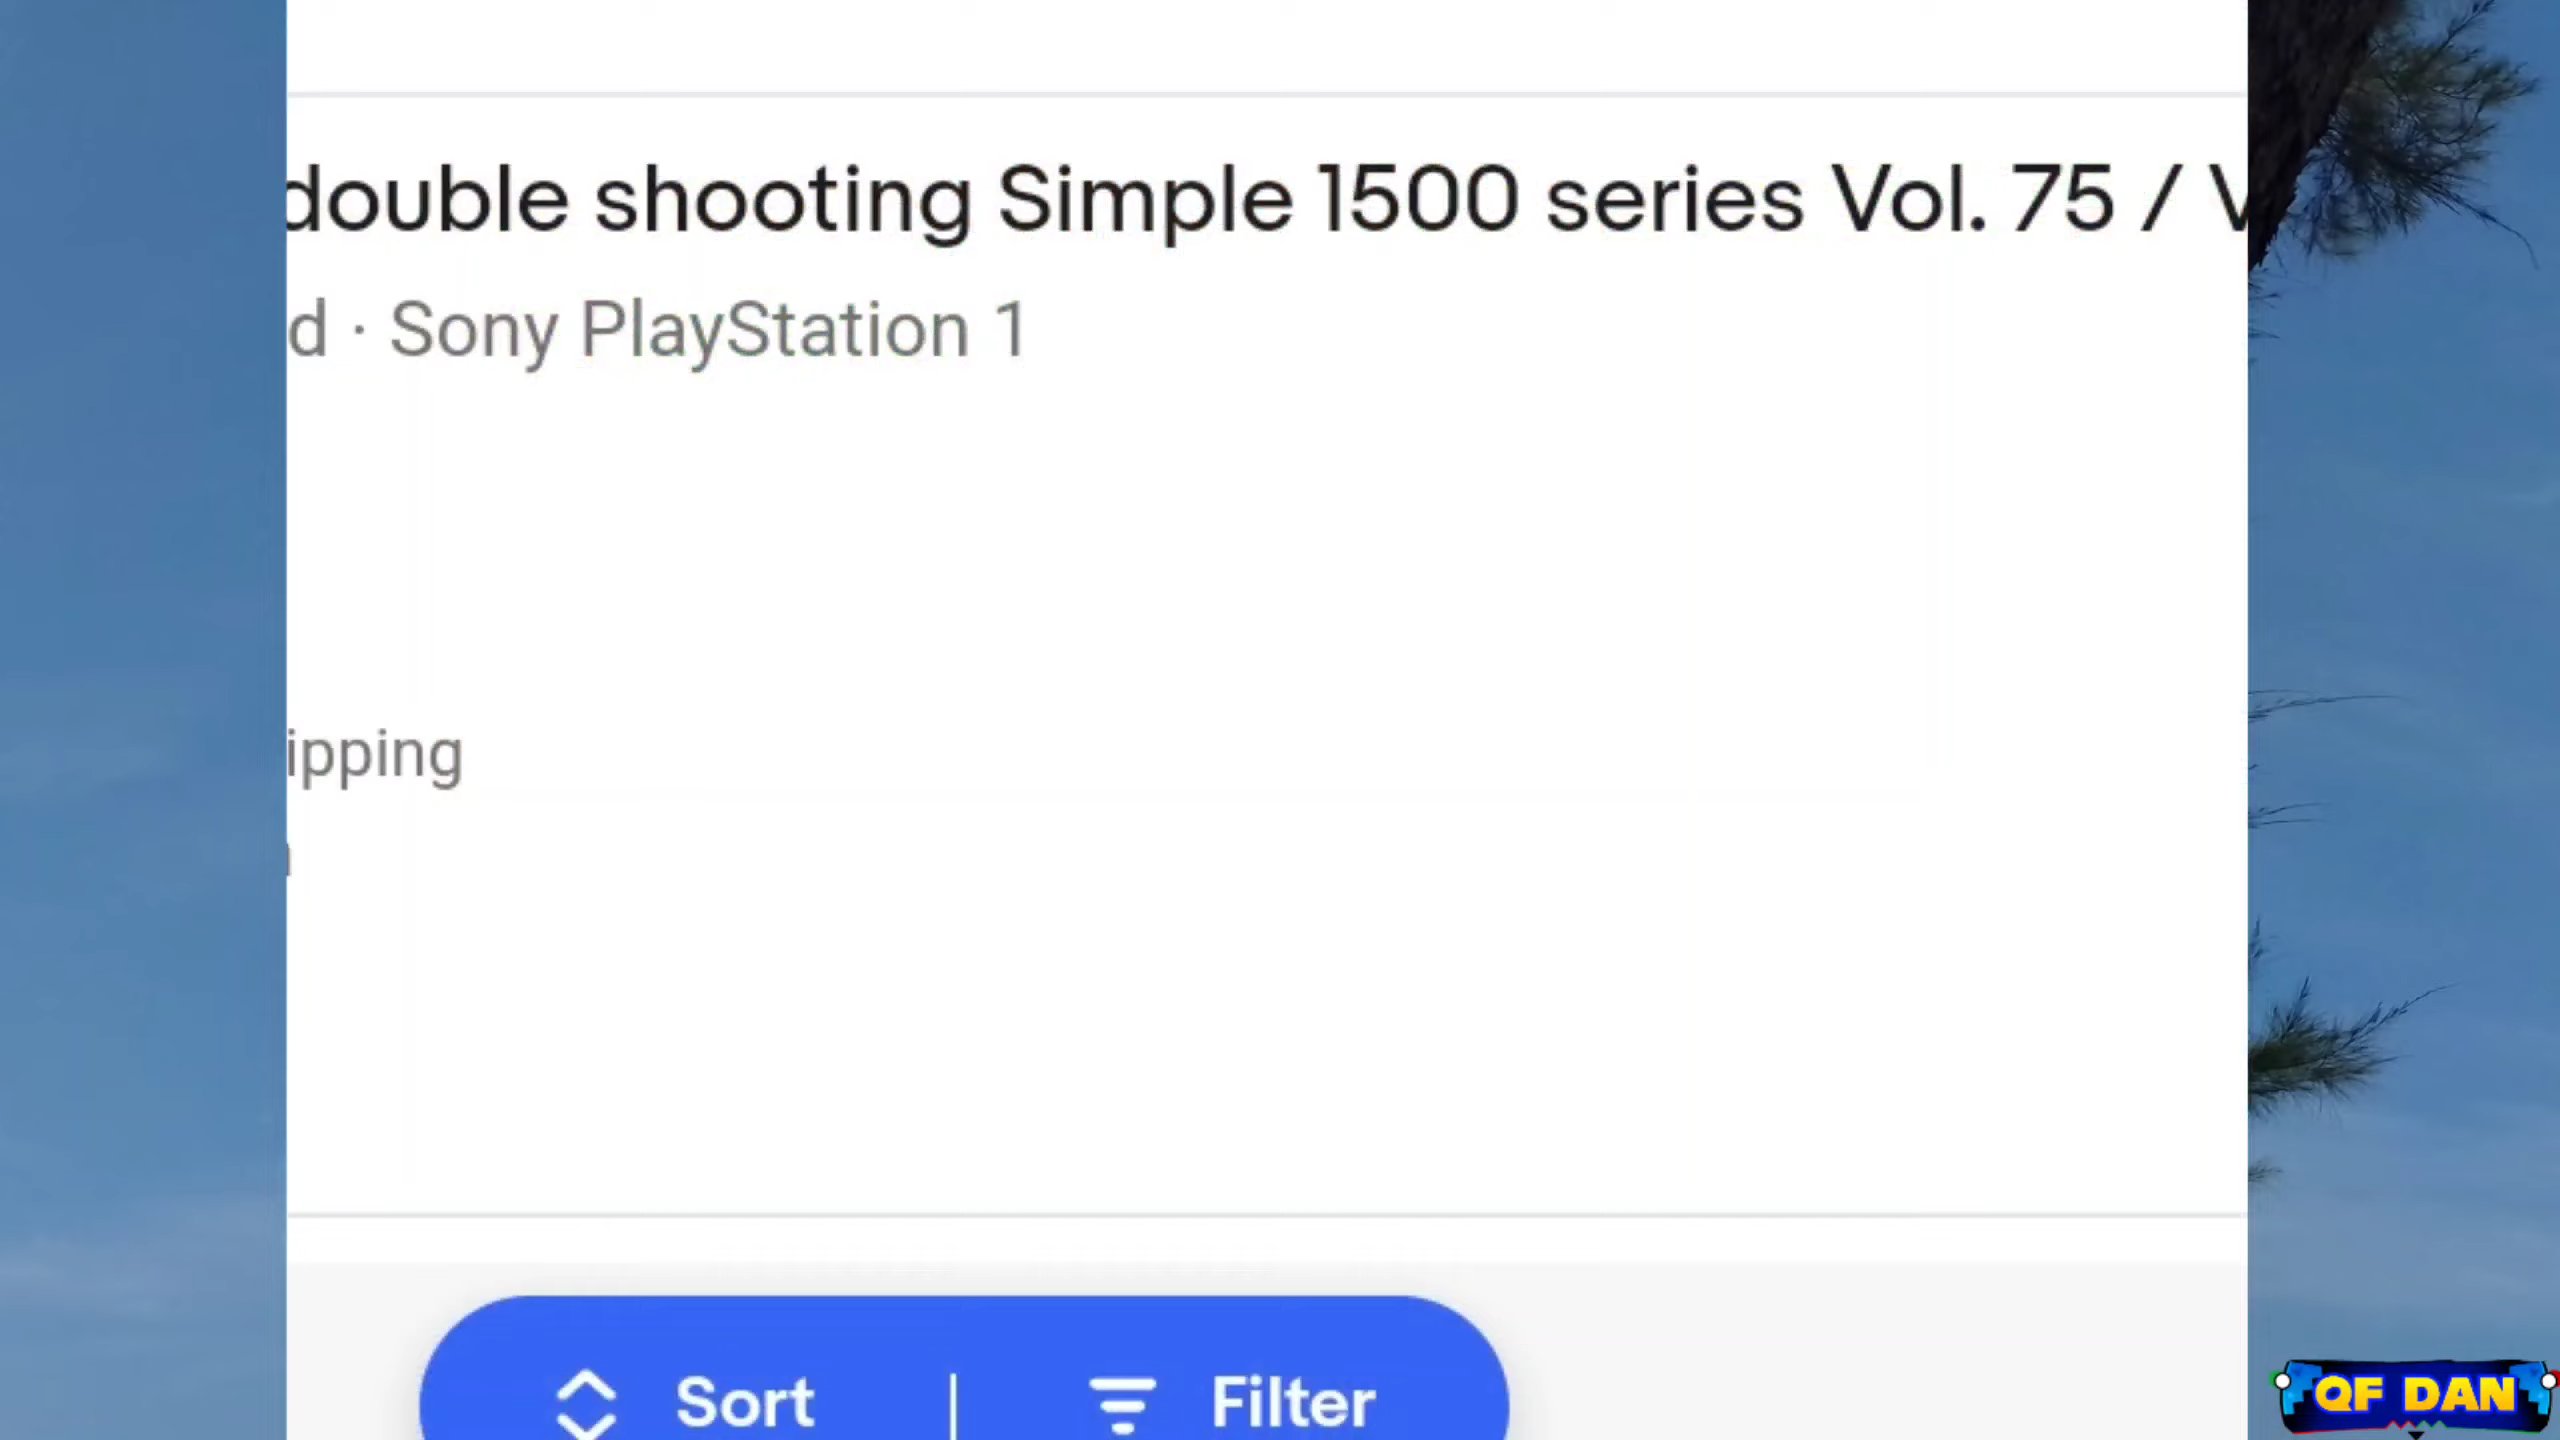 double shooting Simple 1500 series Vol. 75 / V
d · Sony PlayStation 1
ipping
Sort | Filter
QF DAN